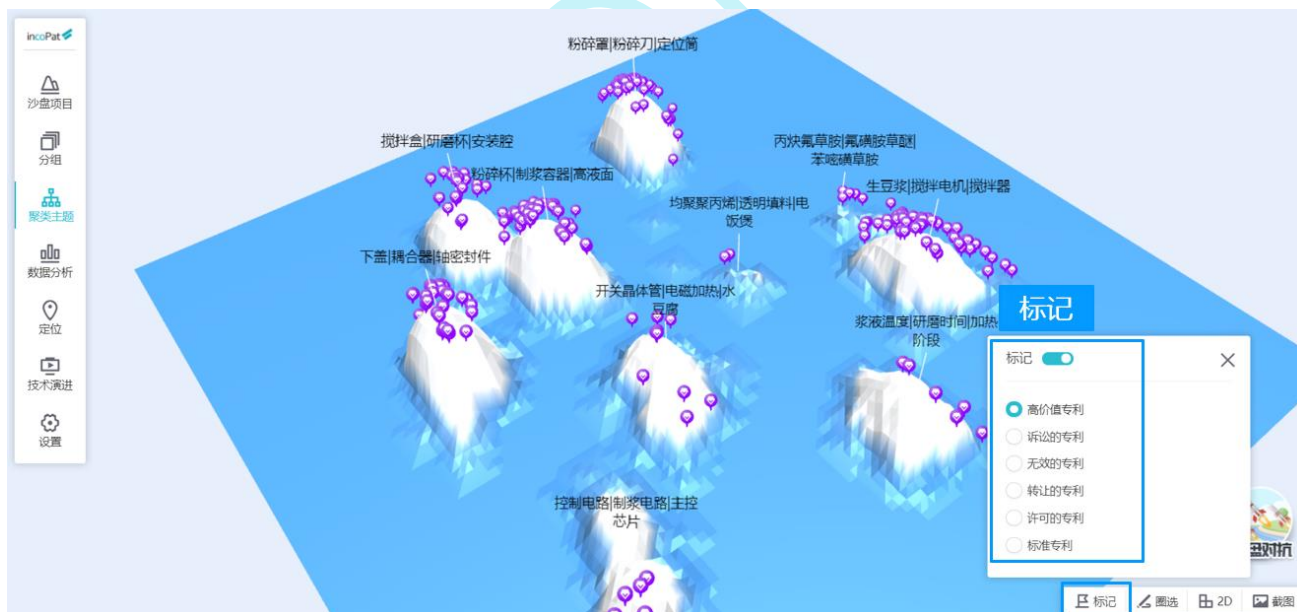 incoPat
沙盘项目
分组
聚类主题
数据分析
定位
技术演进
设置
粉碎罩|粉碎刀|定位筒
搅拌盒|研磨杯|安装腔
粉碎杯|制浆容器|高液面
丙炔氟草胺|氟磺胺草醚|
苯嘧磺草胺
生豆浆|搅拌电机|搅拌器
均聚聚丙烯|透明填料|电
饭煲
下盖|耦合器|轴密封件
开关晶体管|电磁加热|水
豆腐
浆液温度|研磨时间|加热
阶段
控制电路|制浆电路|主控
芯片
标记
标记
高价值专利
诉讼的专利
无效的专利
转让的专利
许可的专利
标准专利
盘对抗
标记
圈选
2D
截图